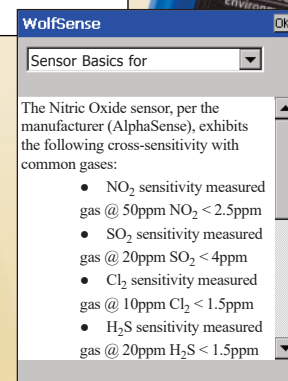 WolfSense
Sensor Basics for
The Nitric Oxide sensor, per the
manufacturer (AlphaSense), exhibits
the following cross-sensitivity with
common gases:
● NO₂ sensitivity measured
gas @ 50ppm NO₂ < 2.5ppm
● SO₂ sensitivity measured
gas @ 20ppm SO₂ < 4ppm
● Cl₂ sensitivity measured
gas @ 10ppm Cl₂ < 1.5ppm
● H₂S sensitivity measured
gas @ 20ppm H₂S < 1.5ppm